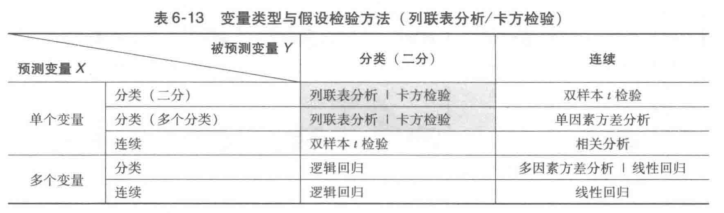 表 6-13 变量类型与假设检验方法（列联表分析/卡方检验）
被预测变量 Y
预测变量 X
分类（二分） 连续
单个变量 分类（二分） 列联表分析 | 卡方检验 双样本 t 检验
分类（多个分类） 列联表分析 | 卡方检验 单因素方差分析
连续 双样本 t 检验 相关分析
多个变量 分类 逻辑回归 多因素方差分析 | 线性回归
连续 逻辑回归 线性回归